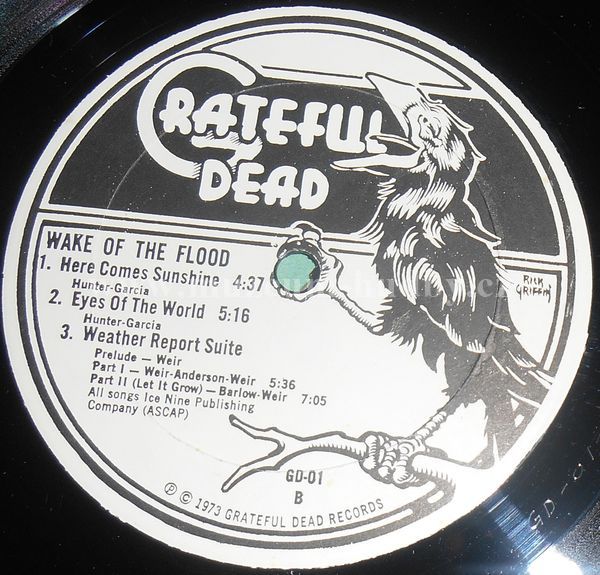 GRATEFUL
DEAD
RICK
GRIFFIN
WAKE OF THE FLOOD
1. Here Comes Sunshine 4:37
Hunter-Garcia
2. Eyes Of The World 5:16
Hunter-Garcia
3. Weather Report Suite
Prelude — Weir
Part I — Weir-Anderson-Weir 5:36
Part II (Let It Grow) — Barlow-Weir 7:05
All songs Ice Nine Publishing
Company (ASCAP)
GD-01
B
Ⓟ © 1973 GRATEFUL DEAD RECORDS